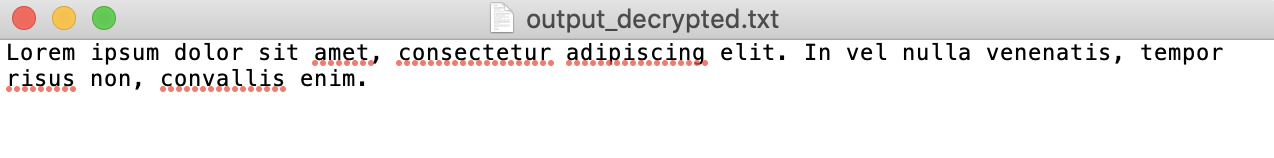 output_decrypted.txt
Lorem ipsum dolor sit amet, consectetur adipiscing elit. In vel nulla venenatis, tempor
risus non, convallis enim.